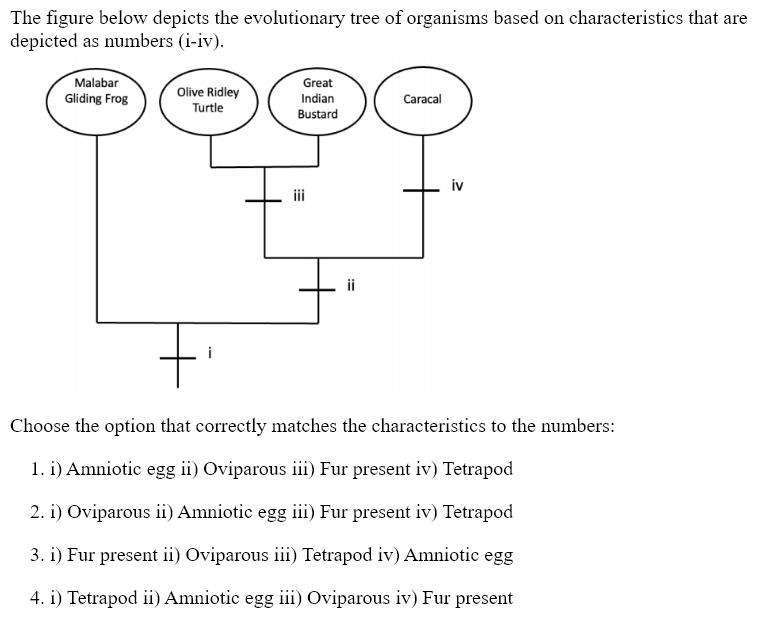 The figure below depicts the evolutionary tree of organisms based on characteristics that are
depicted as numbers (i-iv).
Malabar
Gliding Frog
Olive Ridley
Turtle
Great
Indian
Bustard
Caracal
iv
iii
ii
i
Choose the option that correctly matches the characteristics to the numbers:
1. i) Amniotic egg ii) Oviparous iii) Fur present iv) Tetrapod
2. i) Oviparous ii) Amniotic egg iii) Fur present iv) Tetrapod
3. i) Fur present ii) Oviparous iii) Tetrapod iv) Amniotic egg
4. i) Tetrapod ii) Amniotic egg iii) Oviparous iv) Fur present